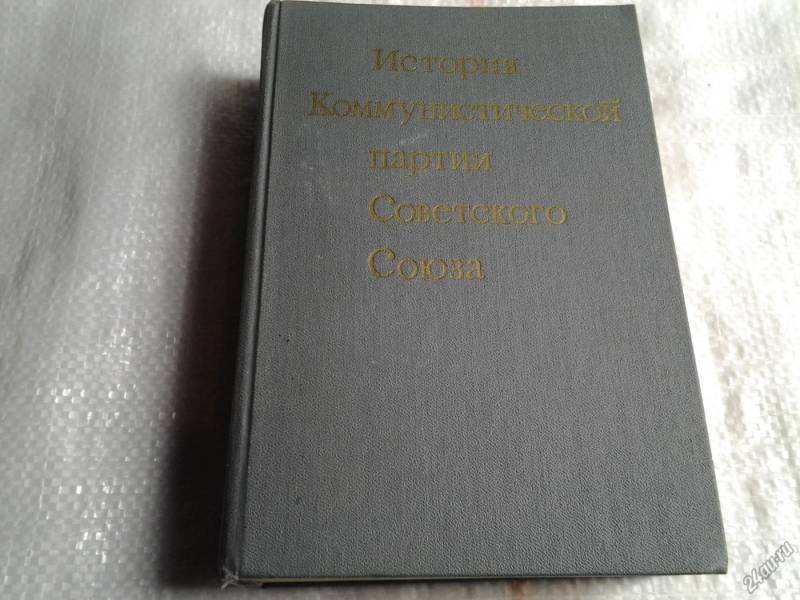 История
Коммунистической
партии
Советского
Союза
24au.ru